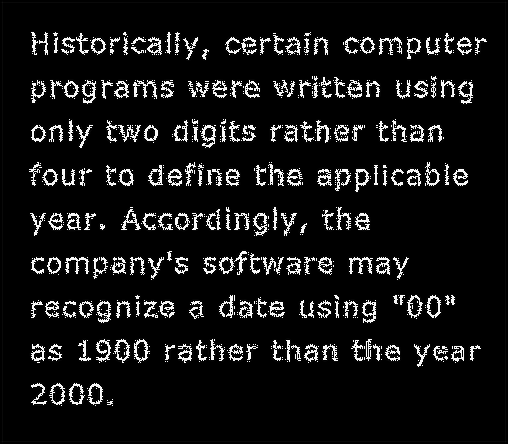 Historically, certain computer
programs were written using
only two digits rather than
four to define the applicable
year. Accordingly, the
company's software may
recognize a date using "00"
as 1900 rather than the year
2000.